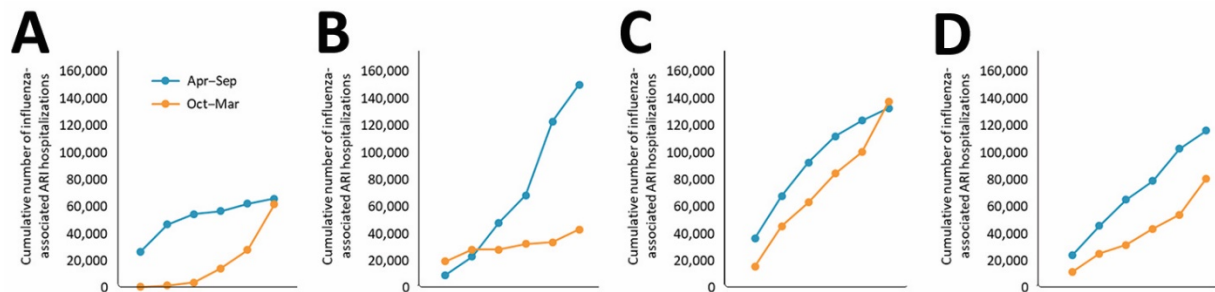 A
Cumulative number of influenza-
associated ARI hospitalizations
160,000
140,000
120,000
100,000
80,000
60,000
40,000
20,000
0
Apr–Sep
Oct–Mar
B
Cumulative number of influenza-
associated ARI hospitalizations
160,000
140,000
120,000
100,000
80,000
60,000
40,000
20,000
0
C
Cumulative number of influenza-
associated ARI hospitalizations
160,000
140,000
120,000
100,000
80,000
60,000
40,000
20,000
0
D
Cumulative number of influenza-
associated ARI hospitalizations
160,000
140,000
120,000
100,000
80,000
60,000
40,000
20,000
0